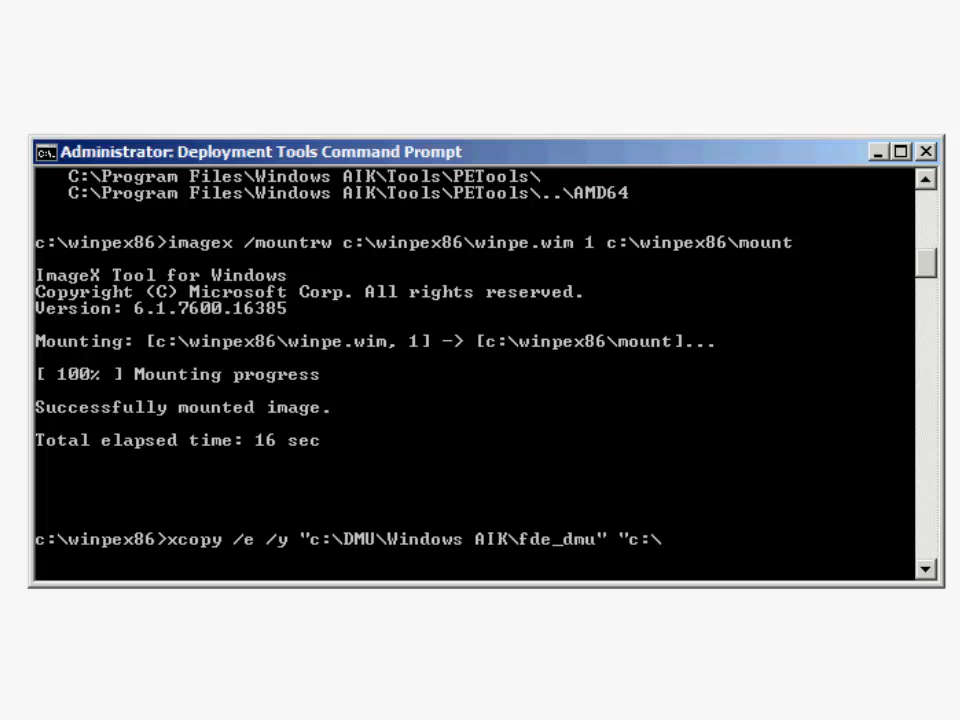 Administrator: Deployment Tools Command Prompt
C:\Program Files\Windows AIK\Tools\PETools\
C:\Program Files\Windows AIK\Tools\PETools\..\AMD64
c:\winpex86>imagex /mountrw c:\winpex86\winpe.wim 1 c:\winpex86\mount
ImageX Tool for Windows
Copyright (C) Microsoft Corp. All rights reserved.
Version: 6.1.7600.16385
Mounting: [c:\winpex86\winpe.wim, 1] -> [c:\winpex86\mount]...
[ 100% ] Mounting progress
Successfully mounted image.
Total elapsed time: 16 sec
c:\winpex86>xcopy /e /y "c:\DMU\Windows AIK\fde_dmu" "c:\